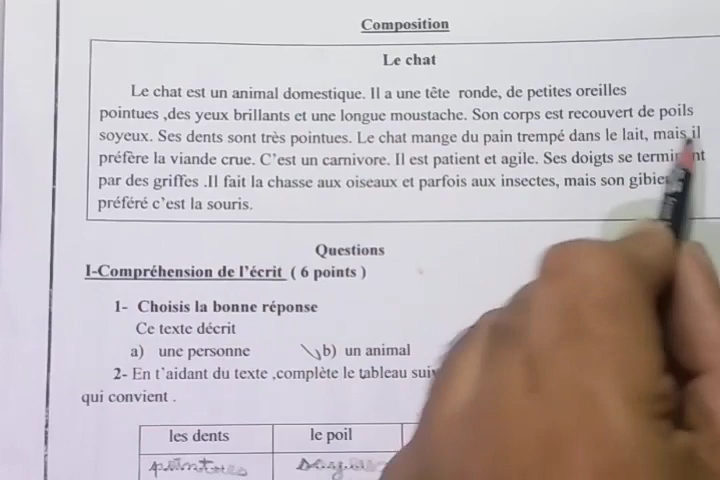 Composition
Le chat
Le chat est un animal domestique. Il a une tête ronde, de petites oreilles
pointues ,des yeux brillants et une longue moustache. Son corps est recouvert de poils
soyeux. Ses dents sont très pointues. Le chat mange du pain trempé dans le lait, mais il
préfère la viande crue. C'est un carnivore. Il est patient et agile. Ses doigts se
par des griffes .Il fait la chasse aux oiseaux et parfois aux insectes, mais son
préféré c'est la souris.
Questions
I-Compréhension de l'écrit ( 6 points )
1- Choisis la bonne réponse
Ce texte décrit
a) une personne b) un animal
2- En t'aidant du texte ,complète le tableau
qui convient .
les dents le poil
pointues